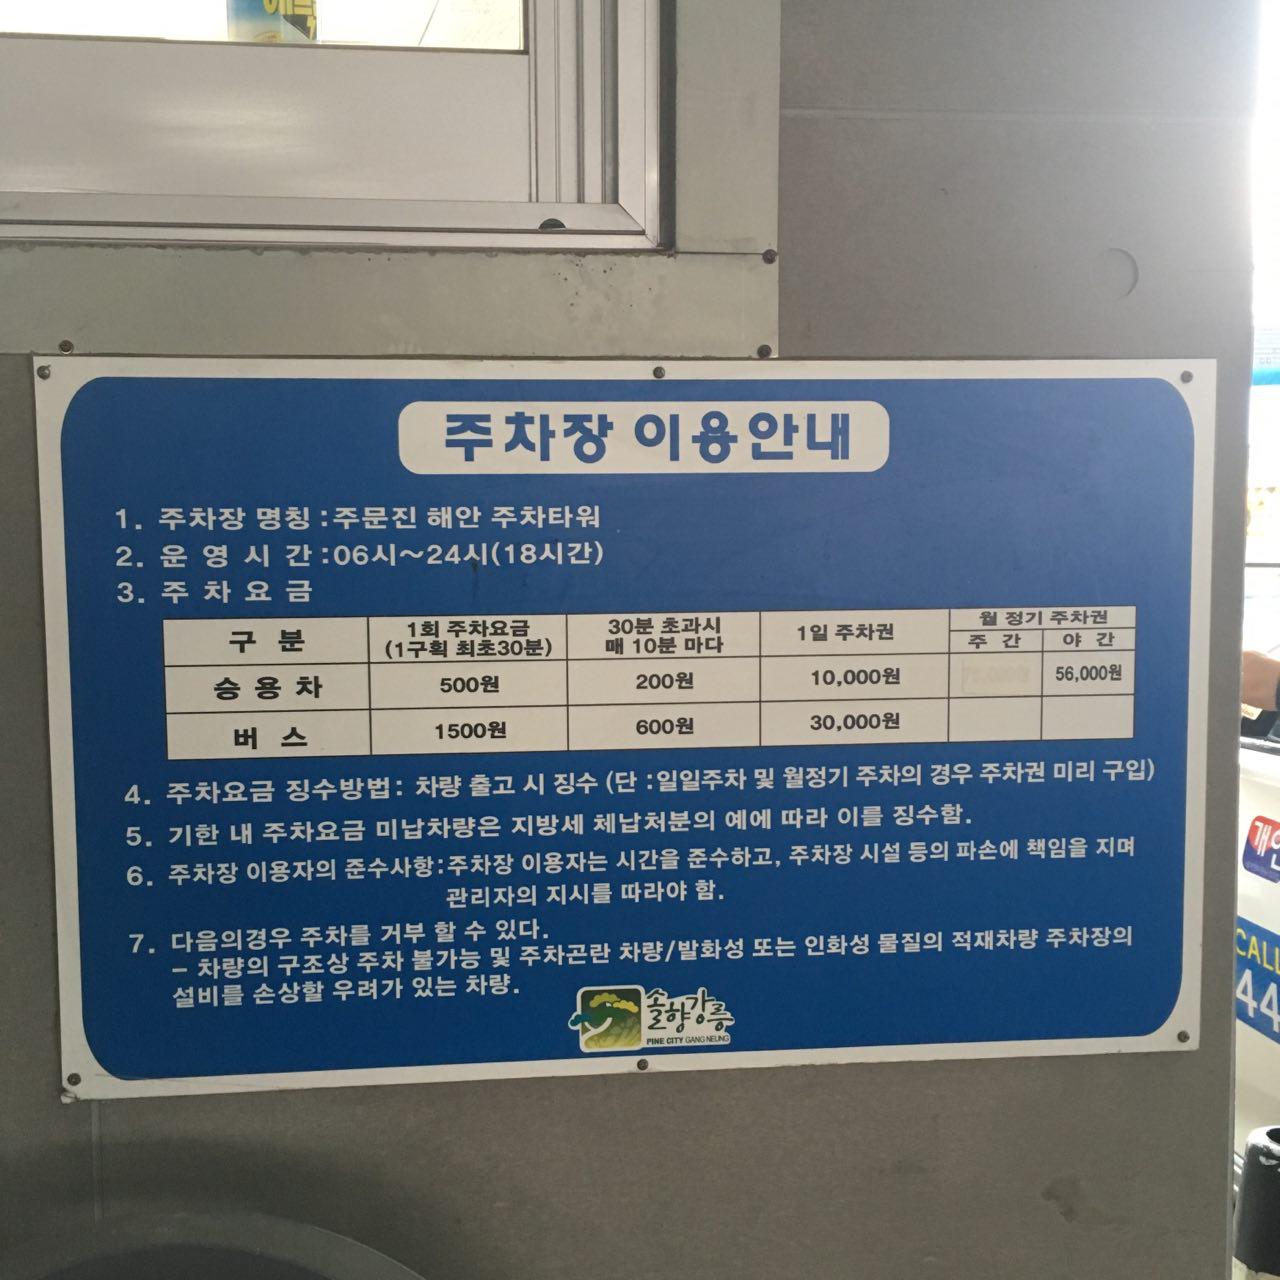 주차장 이용안내
1. 주차장 명칭 : 주문진 해안 주차타워
2. 운 영 시 간 : 06시~24시(18시간)
3. 주 차 요 금
구 분 1회 주차요금 (1구획 최초30분) 30분 초과시 매 10분 마다 1일 주차권 월 정기 주차권
주 간 야 간
승용차 500원 200원 10,000원 56,000원
버 스 1500원 600원 30,000원
4. 주차요금 징수방법: 차량 출고 시 징수 (단 :일일주차 및 월정기 주차의 경우 주차권 미리 구입)
5. 기한 내 주차요금 미납차량은 지방세 체납처분의 예에 따라 이를 징수함.
6. 주차장 이용자의 준수사항:주차장 이용자는 시간을 준수하고, 주차장 시설 등의 파손에 책임을 지며
관리자의 지시를 따라야 함.
7. 다음의경우 주차를 거부 할 수 있다.
- 차량의 구조상 주차 불가능 및 주차곤란 차량/발화성 또는 인화성 물질의 적재차량 주차장의
설비를 손상할 우려가 있는 차량.
솔향강릉
PINE CITY GANGNEUNG
CALL
44